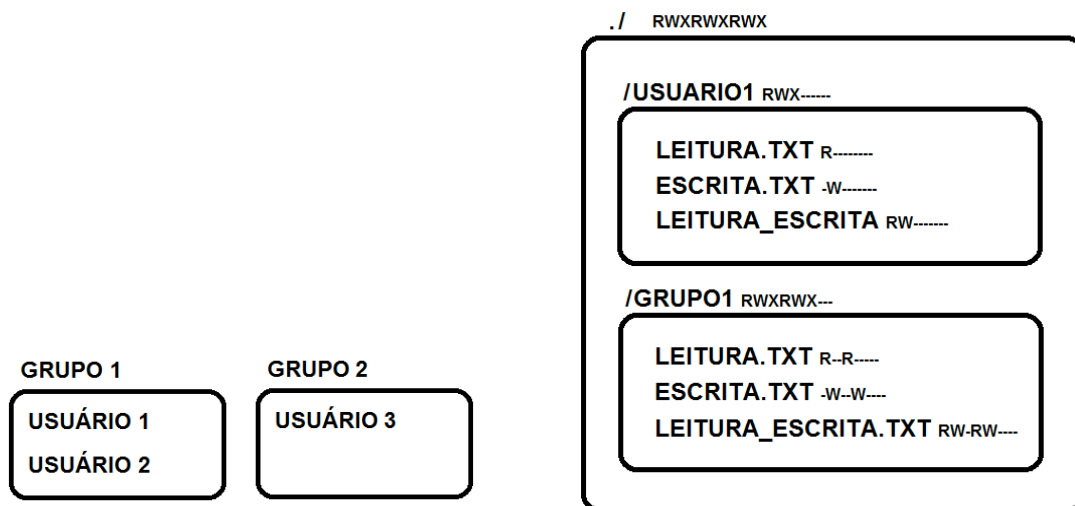 ./ RWXRWXRWX
/USUARIO1 RWX------
LEITURA.TXT R--------
ESCRITA.TXT -W-------
LEITURA_ESCRITA RW-------
/GRUPO1 RWXRWX---
LEITURA.TXT R--R-----
ESCRITA.TXT -W--W----
LEITURA_ESCRITA.TXT RW-RW----
GRUPO 1
USUÁRIO 1
USUÁRIO 2
GRUPO 2
USUÁRIO 3